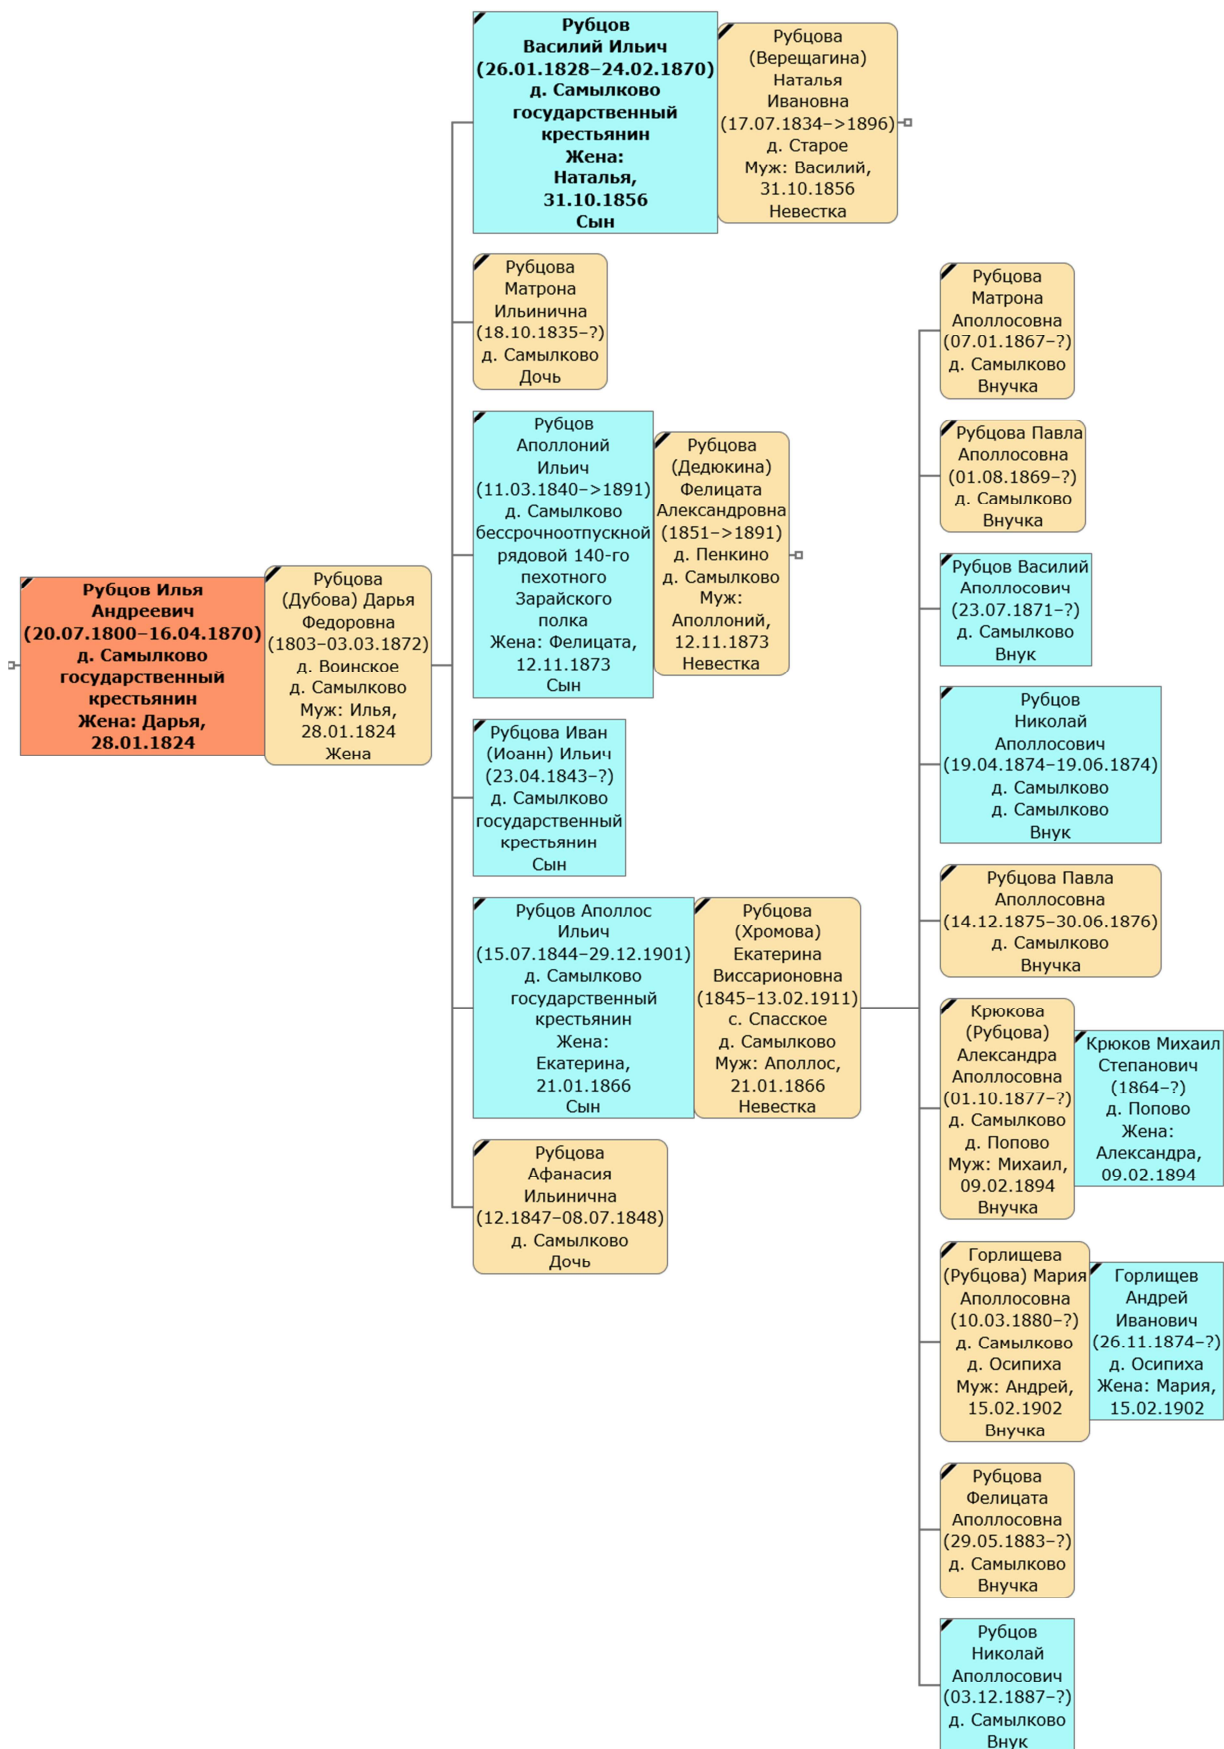 Рубцов Илья
Андреевич
(20.07.1800–16.04.1870)
д. Самылково
государственный
крестьянин
Жена: Дарья,
28.01.1824
Рубцова
(Дубова) Дарья
Федоровна
(1803–03.03.1872)
д. Воинское
д. Самылково
Муж: Илья,
28.01.1824
Жена
Рубцов
Василий Ильич
(26.01.1828–24.02.1870)
д. Самылково
государственный
крестьянин
Жена:
Наталья,
31.10.1856
Сын
Рубцова
(Верещагина)
Наталья
Ивановна
(17.07.1834–>1896)
д. Старое
Муж: Василий,
31.10.1856
Невестка
Рубцова
Матрона
Ильинична
(18.10.1835–?)
д. Самылково
Дочь
Рубцов
Аполлоний
Ильич
(11.03.1840–>1891)
д. Самылково
бессрочноотпускной
рядовой 140-го
пехотного
Зарайского
полка
Жена: Фелицата,
12.11.1873
Сын
Рубцова
(Дедюкина)
Фелицата
Александровна
(1851–>1891)
д. Пенкино
д. Самылково
Муж:
Аполлоний,
12.11.1873
Невестка
Рубцова Иван
(Иоанн) Ильич
(23.04.1843–?)
д. Самылково
государственный
крестьянин
Сын
Рубцов Аполлос
Ильич
(15.07.1844–29.12.1901)
д. Самылково
государственный
крестьянин
Жена:
Екатерина,
21.01.1866
Сын
Рубцова
(Хромова)
Екатерина
Виссарионовна
(1845–13.02.1911)
с. Спасское
д. Самылково
Муж: Аполлос,
21.01.1866
Невестка
Рубцова
Афанасия
Ильинична
(12.1847–08.07.1848)
д. Самылково
Дочь
Рубцова
Матрона
Аполлосовна
(07.01.1867–?)
д. Самылково
Внучка
Рубцова Павла
Аполлосовна
(01.08.1869–?)
д. Самылково
Внучка
Рубцов Василий
Аполлосович
(23.07.1871–?)
д. Самылково
Внук
Рубцов
Николай
Аполлосович
(19.04.1874–19.06.1874)
д. Самылково
д. Самылково
Внук
Рубцова Павла
Аполлосовна
(14.12.1875–30.06.1876)
д. Самылково
Внучка
Крюкова
(Рубцова)
Александра
Аполлосовна
(01.10.1877–?)
д. Самылково
д. Попово
Муж: Михаил,
09.02.1894
Внучка
Крюков Михаил
Степанович
(1864–?)
д. Попово
Жена:
Александра,
09.02.1894
Горлищева
(Рубцова) Мария
Аполлосовна
(10.03.1880–?)
д. Самылково
д. Осипиха
Муж: Андрей,
15.02.1902
Внучка
Горлищев
Андрей
Иванович
(26.11.1874–?)
д. Осипиха
Жена: Мария,
15.02.1902
Рубцова
Фелицата
Аполлосовна
(29.05.1883–?)
д. Самылково
Внучка
Рубцов
Николай
Аполлосович
(03.12.1887–?)
д. Самылково
Внук